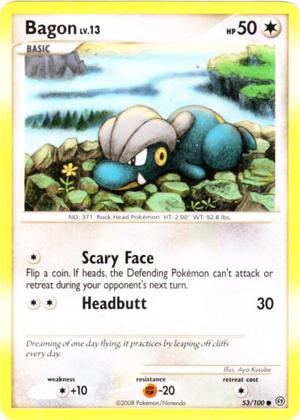 Bagon LV.13 HP 50
BASIC
NO. 371 Rock Head Pokémon HT: 2'00" WT: 92.8 lbs.
Scary Face
Flip a coin. If heads, the Defending Pokémon can't attack or
retreat during your opponent's next turn.
Headbutt 30
Dreaming of one day flying, it practices by leaping off cliffs
every day.
Illus. Aya Kusube
weakness resistance retreat cost
+10 -20
©2008 Pokémon/Nintendo 53/100